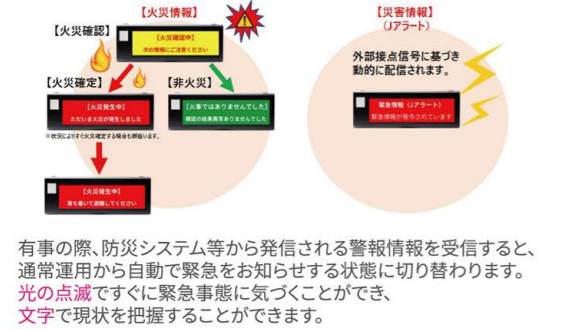 【火災情報】
【災害情報】
(Jアラート)
【火災確認】
【火災確認中】
次の情報にご注意ください
外部接点信号に基づき
動的に配信されます。
【火災確定】
【非火災】
【火災発生中】
ただいま火災が発生しました
【火事ではありませんでした】
確認の結果異常ありませんでした
緊急情報（Jアラート）
緊急情報が発令されています
※状況によりすぐ火災確定する場合も御座います。
【火災発生中】
落ち着いて避難してください
有事の際、防災システム等から発信される警報情報を受信すると、
通常運用から自動で緊急をお知らせする状態に切り替わります。
光の点滅ですぐに緊急事態に気づくことができ、
文字で現状を把握することができます。